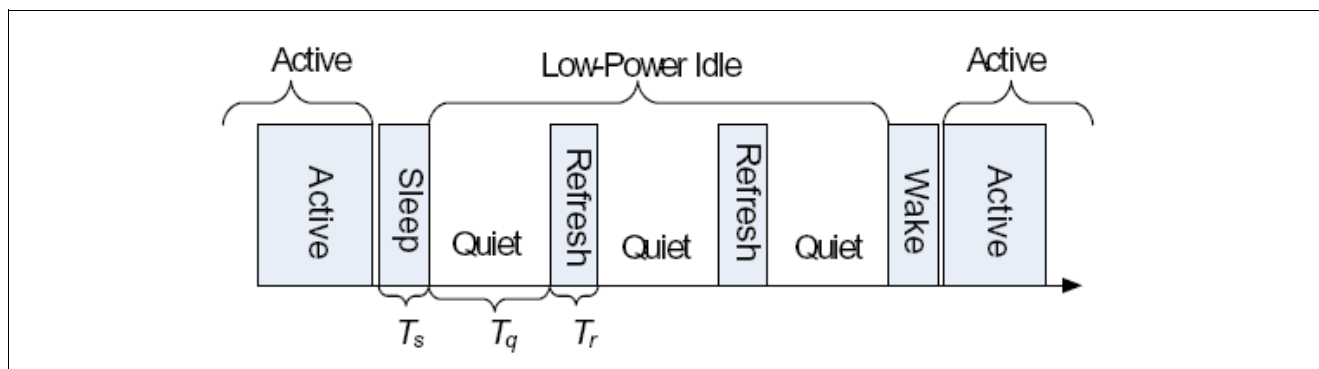 Active
Low-Power Idle
Active
Active
Sleep
Quiet
Refresh
Quiet
Refresh
Quiet
Wake
Active
Ts
Tq
Tr